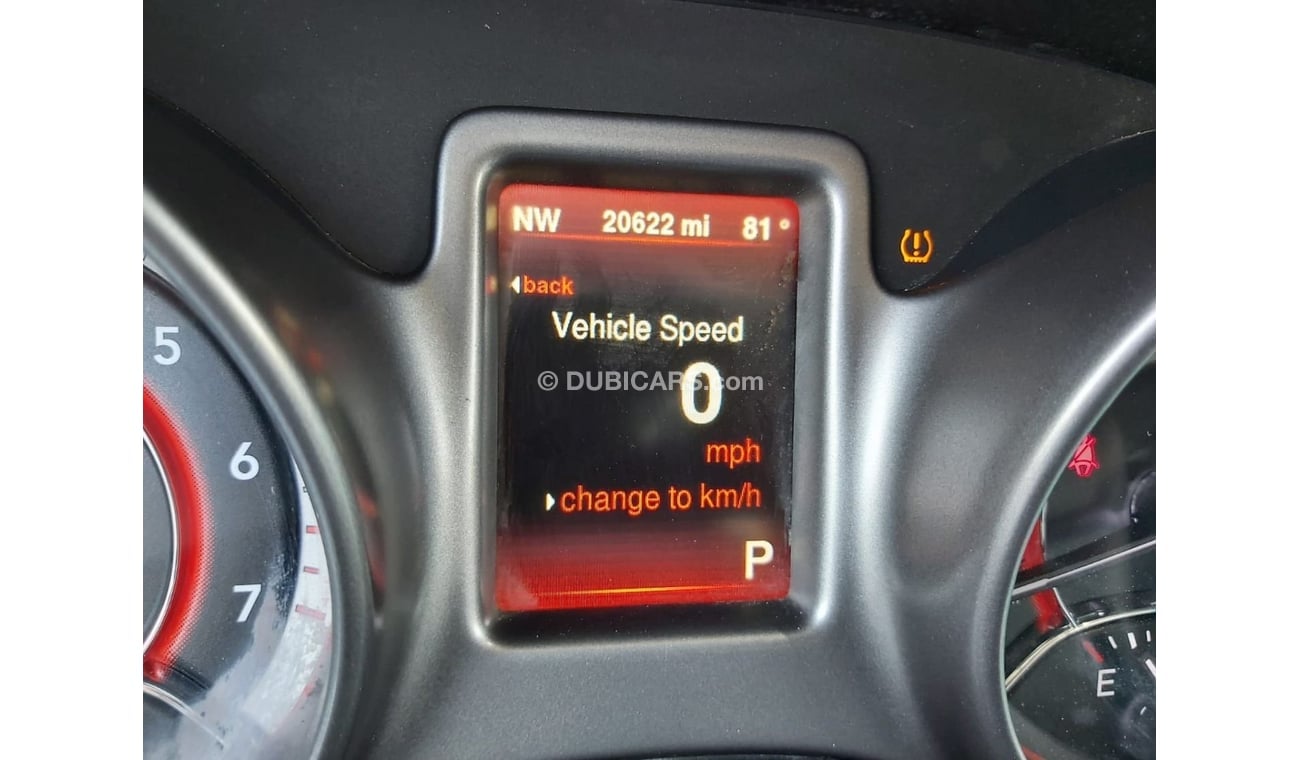 NW 20622 mi 81°
back
Vehicle Speed
© DUBICARS.com
0
mph
change to km/h
P
5
6
7
E